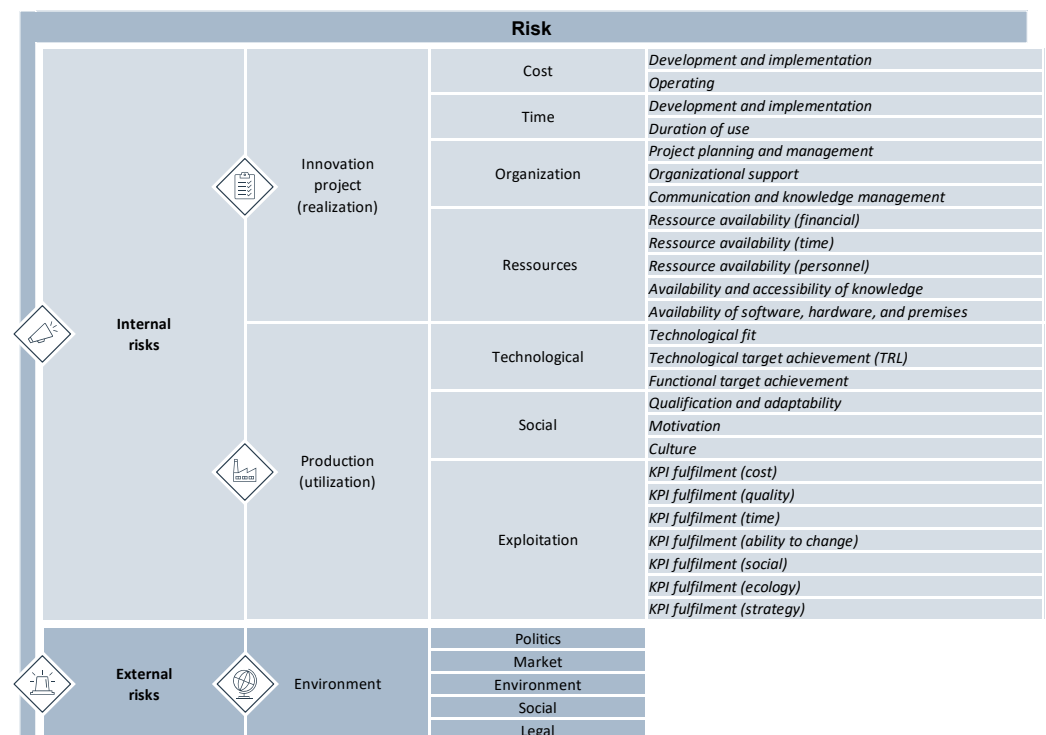 Risk
Internal
risks
Innovation
project
(realization)
Cost
Development and implementation
Operating
Time
Development and implementation
Duration of use
Organization
Project planning and management
Organizational support
Communication and knowledge management
Ressources
Ressource availability (financial)
Ressource availability (time)
Ressource availability (personnel)
Availability and accessibility of knowledge
Availability of software, hardware, and premises
Production
(utilization)
Technological
Technological fit
Technological target achievement (TRL)
Functional target achievement
Social
Qualification and adaptability
Motivation
Culture
Exploitation
KPI fulfilment (cost)
KPI fulfilment (quality)
KPI fulfilment (time)
KPI fulfilment (ability to change)
KPI fulfilment (social)
KPI fulfilment (ecology)
KPI fulfilment (strategy)
External
risks
Environment
Politics
Market
Environment
Social
Legal